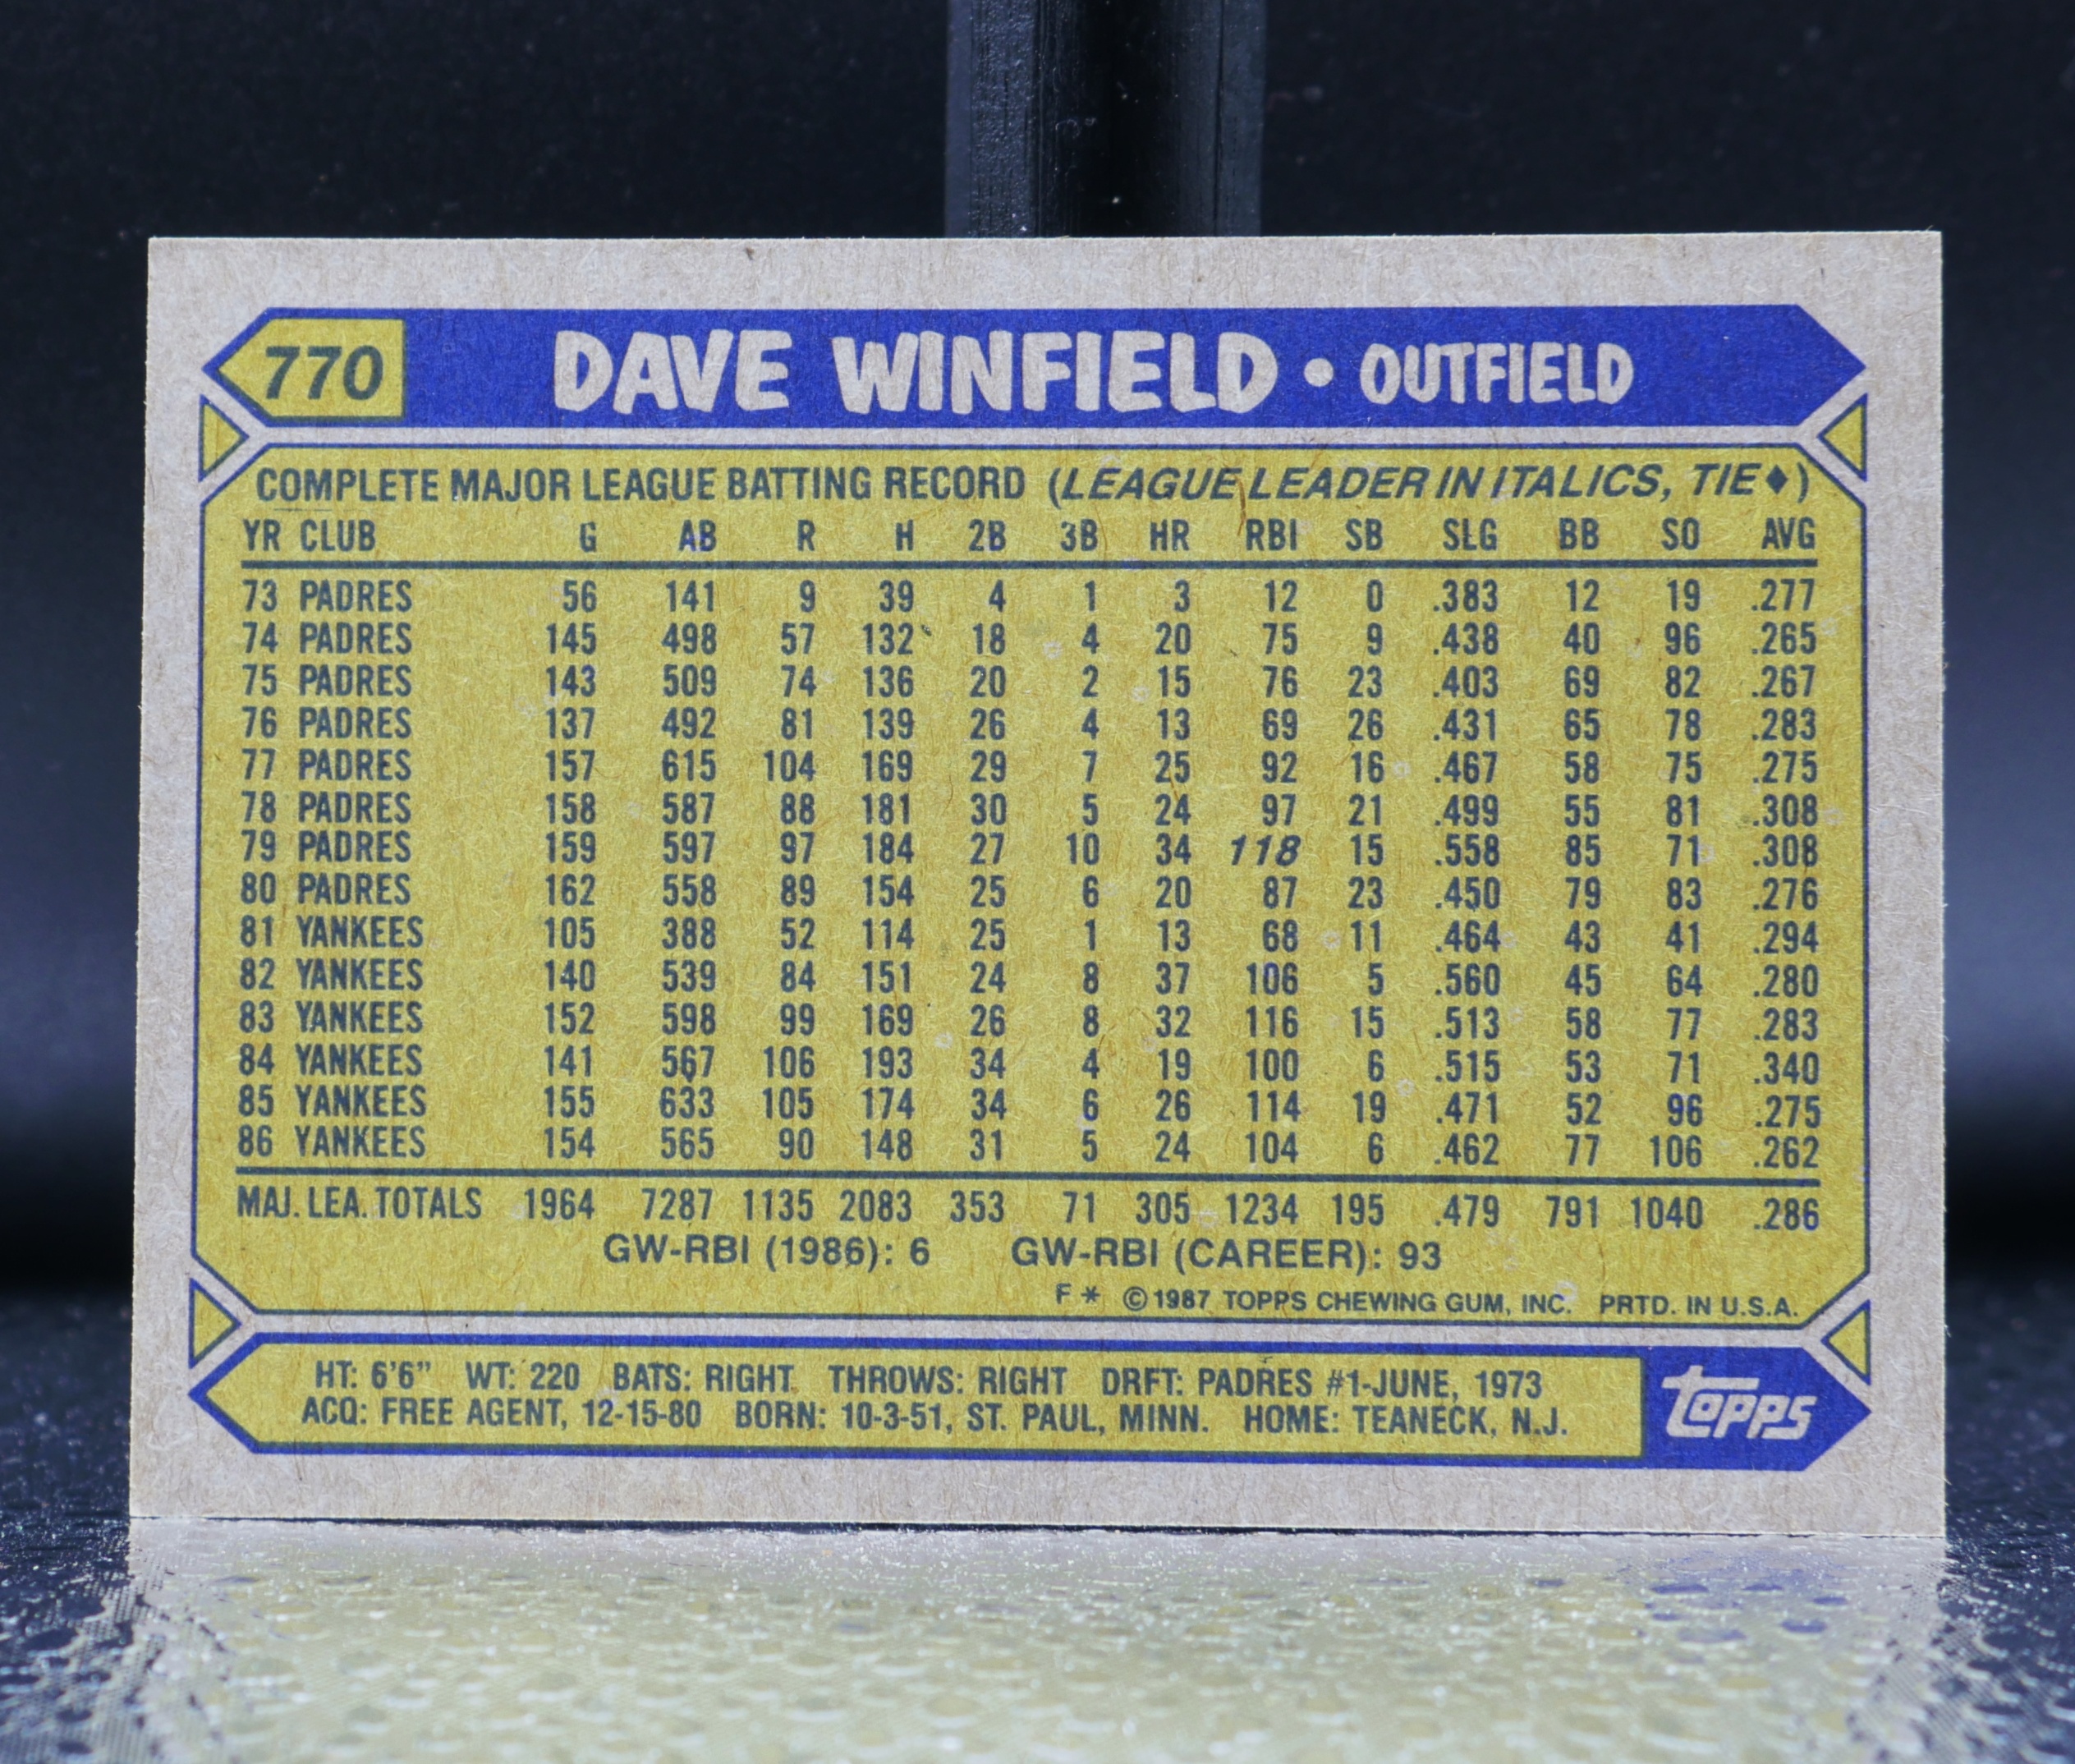 770 DAVE WINFIELD • OUTFIELD
COMPLETE MAJOR LEAGUE BATTING RECORD (LEAGUE LEADER IN ITALICS, TIE♦)
YR CLUB G AB R H 2B 3B HR RBI SB SLG BB SO AVG
73 PADRES 56 141 9 39 4 1 3 12 0 .383 12 19 .277
74 PADRES 145 498 57 132 18 4 20 75 9 .438 40 96 .265
75 PADRES 143 509 74 136 20 2 15 76 23 .403 69 82 .267
76 PADRES 137 492 81 139 26 4 13 69 26 .431 65 78 .283
77 PADRES 157 615 104 169 29 7 25 92 16 .467 58 75 .275
78 PADRES 158 587 88 181 30 5 24 97 21 .499 55 81 .308
79 PADRES 159 597 97 184 27 10 34 118 15 .558 85 71 .308
80 PADRES 162 558 89 154 25 6 20 87 23 .450 79 83 .276
81 YANKEES 105 388 52 114 25 1 13 68 11 .464 43 41 .294
82 YANKEES 140 539 84 151 24 8 37 106 5 .560 45 64 .280
83 YANKEES 152 598 99 169 26 8 32 116 15 .513 58 77 .283
84 YANKEES 141 567 106 193 34 4 19 100 6 .515 53 71 .340
85 YANKEES 155 633 105 174 34 6 26 114 19 .471 52 96 .275
86 YANKEES 154 565 90 148 31 5 24 104 6 .462 77 106 .262
MAJ. LEA. TOTALS 1964 7287 1135 2083 353 71 305 1234 195 .479 791 1040 .286
GW-RBI (1986): 6 GW-RBI (CAREER): 93
F * ©1987 TOPPS CHEWING GUM, INC. PRTD. IN U.S.A.
HT: 6'6" WT: 220 BATS: RIGHT THROWS: RIGHT DRFT: PADRES #1-JUNE, 1973
ACQ: FREE AGENT, 12-15-80 BORN: 10-3-51, ST. PAUL, MINN. HOME: TEANECK, N.J.
topps